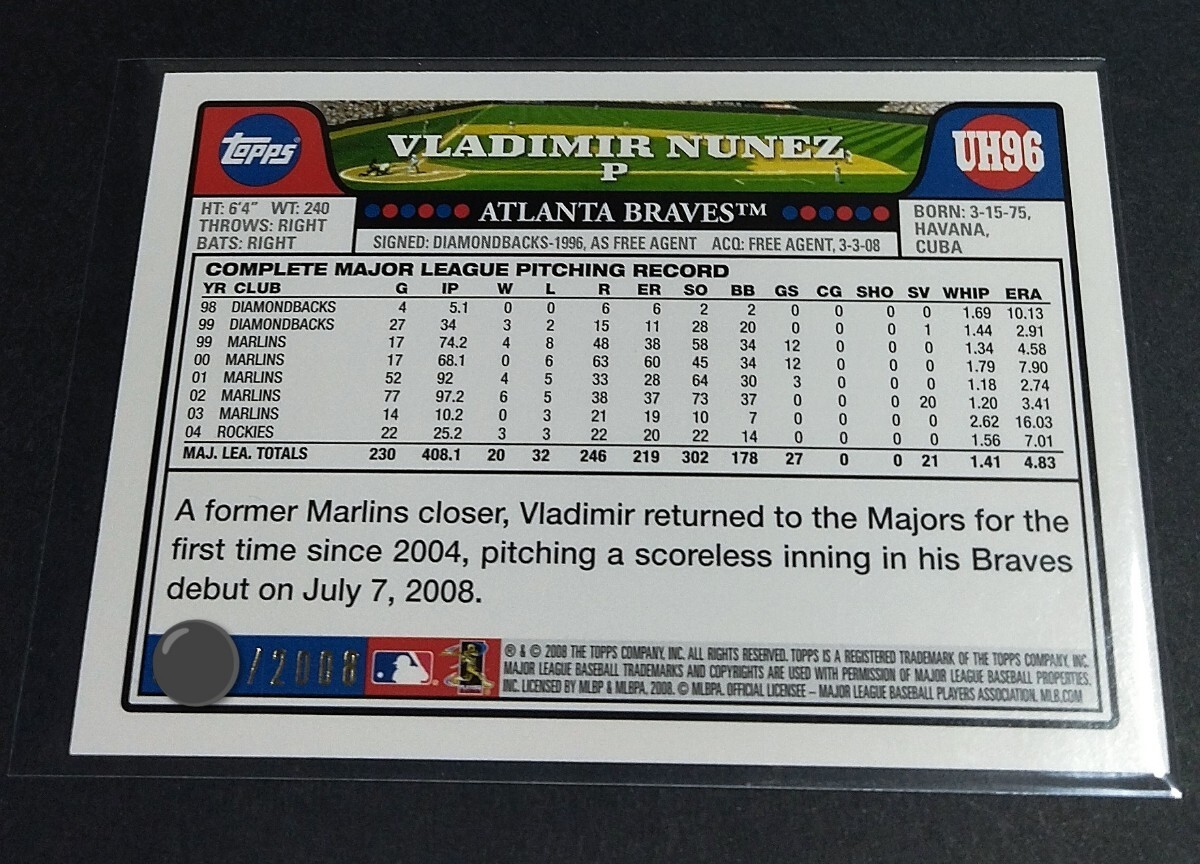 Topps
VLADIMIR NUNEZ
P
UH96
HT: 6'4" WT: 240
THROWS: RIGHT
BATS: RIGHT
ATLANTA BRAVES™
SIGNED: DIAMONDBACKS-1996, AS FREE AGENT ACQ: FREE AGENT, 3-3-08
BORN: 3-15-75,
HAVANA,
CUBA
COMPLETE MAJOR LEAGUE PITCHING RECORD
YR CLUB G IP W L R ER SO BB GS CG SHO SV WHIP ERA
98 DIAMONDBACKS 4 5.1 0 0 6 6 2 2 0 0 0 0 1.69 10.13
99 DIAMONDBACKS 27 34 3 2 15 11 28 20 0 0 0 1 1.44 2.91
99 MARLINS 17 74.2 4 8 48 38 58 34 12 0 0 0 1.34 4.58
00 MARLINS 17 68.1 0 6 63 60 45 34 12 0 0 0 1.79 7.90
01 MARLINS 52 92 4 5 33 28 64 30 3 0 0 0 1.18 2.74
02 MARLINS 77 97.2 6 5 38 37 73 37 0 0 0 20 1.20 3.41
03 MARLINS 14 10.2 0 3 21 19 10 7 0 0 0 0 2.62 16.03
04 ROCKIES 22 25.2 3 3 22 20 22 14 0 0 0 0 1.56 7.01
MAJ. LEA. TOTALS 230 408.1 20 32 246 219 302 178 27 0 0 21 1.41 4.83
A former Marlins closer, Vladimir returned to the Majors for the
first time since 2004, pitching a scoreless inning in his Braves
debut on July 7, 2008.
/2008
PLAYERS
® & © 2008 THE TOPPS COMPANY, INC. ALL RIGHTS RESERVED. TOPPS IS A REGISTERED TRADEMARK OF THE TOPPS COMPANY, INC.
MAJOR LEAGUE BASEBALL TRADEMARKS AND COPYRIGHTS ARE USED WITH PERMISSION OF MAJOR LEAGUE BASEBALL PROPERTIES,
INC. LICENSED BY MLBP & MLBPA, 2008. © MLBPA. OFFICIAL LICENSEE – MAJOR LEAGUE BASEBALL PLAYERS ASSOCIATION. MLB.COM